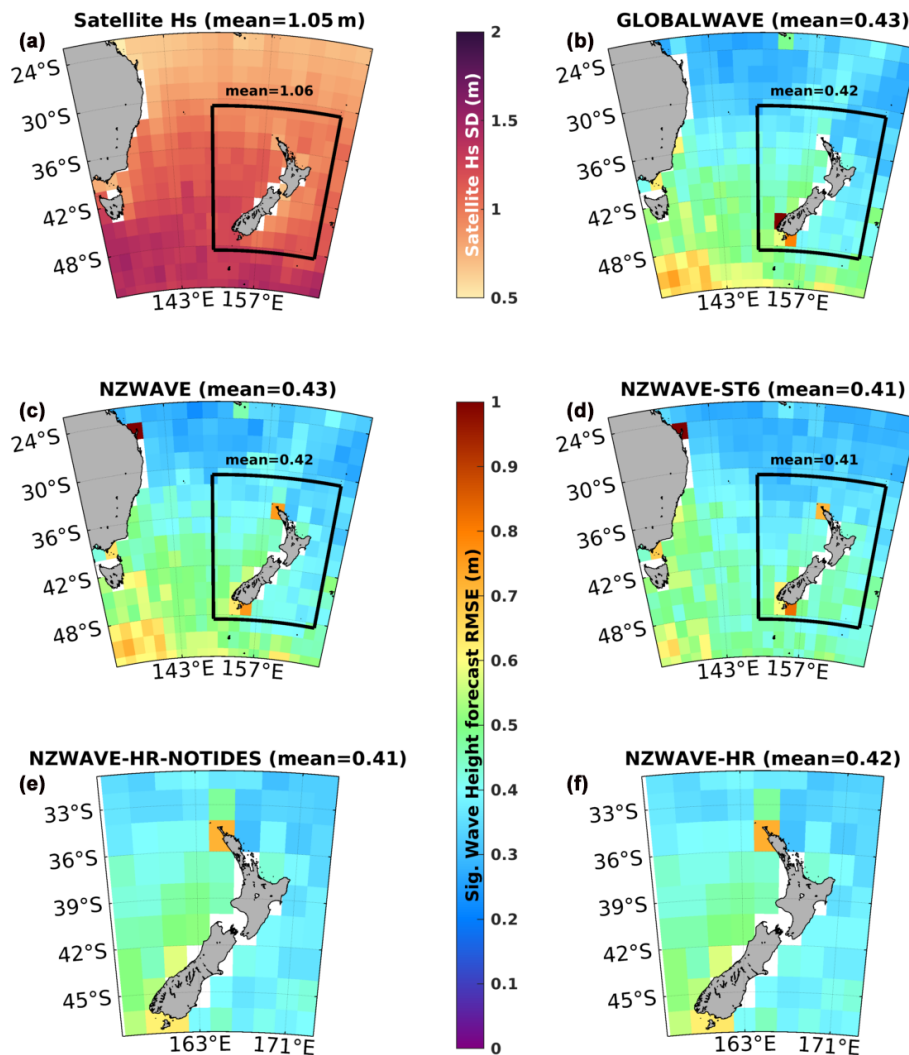 Satellite Hs (mean=1.05 m)
(a)
mean=1.06
24°S
30°S
36°S
42°S
48°S
143°E 157°E
2
1.5
1
0.5
Satellite Hs SD (m)
GLOBALWAVE (mean=0.43)
(b)
mean=0.42
24°S
30°S
36°S
42°S
48°S
143°E 157°E
NZWAVE (mean=0.43)
(c)
mean=0.42
24°S
30°S
36°S
42°S
48°S
143°E 157°E
1
0.9
0.8
0.7
0.6
0.5
0.4
0.3
0.2
0.1
0
Sig. Wave Height forecast RMSE (m)
NZWAVE-ST6 (mean=0.41)
(d)
mean=0.41
24°S
30°S
36°S
42°S
48°S
143°E 157°E
NZWAVE-HR-NOTIDES (mean=0.41)
(e)
33°S
36°S
39°S
42°S
45°S
163°E 171°E
NZWAVE-HR (mean=0.42)
(f)
33°S
36°S
39°S
42°S
45°S
163°E 171°E